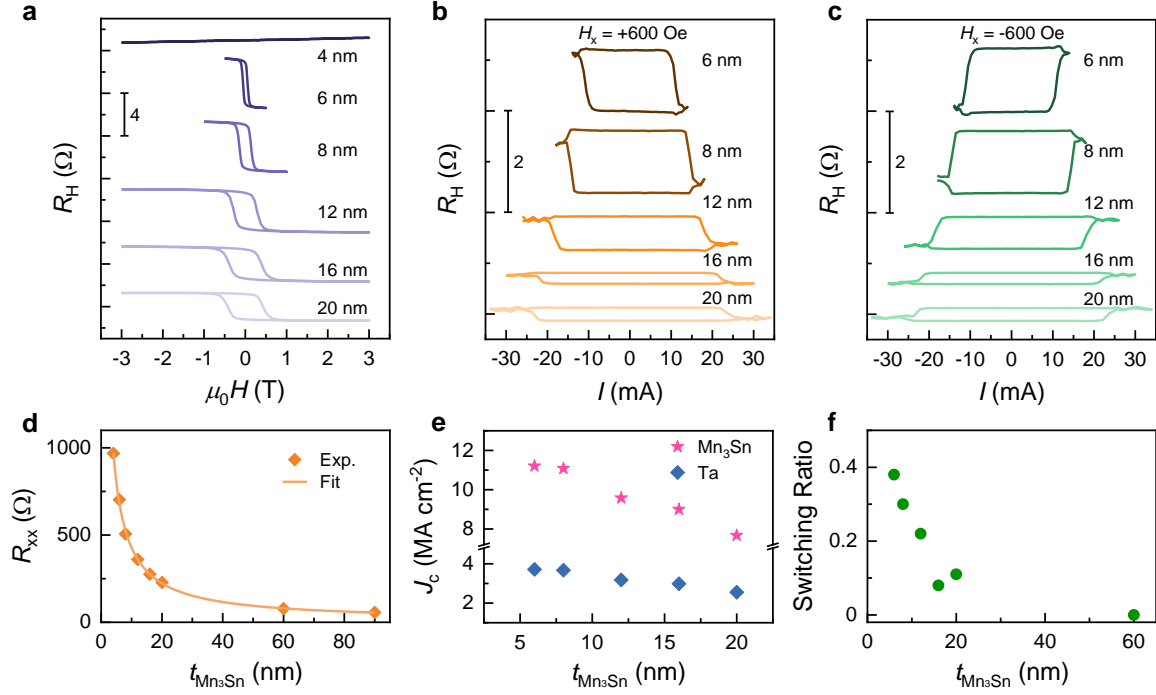 a
4 nm
6 nm
8 nm
12 nm
16 nm
20 nm
4
R_H (Ω)
-3 -2 -1 0 1 2 3
μ₀H (T)
b
H_x = +600 Oe
6 nm
8 nm
12 nm
16 nm
20 nm
2
R_H (Ω)
-30 -20 -10 0 10 20 30
I (mA)
c
H_x = -600 Oe
6 nm
8 nm
12 nm
16 nm
20 nm
2
R_H (Ω)
-30 -20 -10 0 10 20 30
I (mA)
d
1000
500
0
Exp.
Fit
R_xx (Ω)
0 20 40 60 80
t_Mn₃Sn (nm)
e
12
10
8
4
2
Mn₃Sn
Ta
J_c (MA cm⁻²)
5 10 15 20
t_Mn₃Sn (nm)
f
0.4
0.2
0
Switching Ratio
0 20 40 60
t_Mn₃Sn (nm)